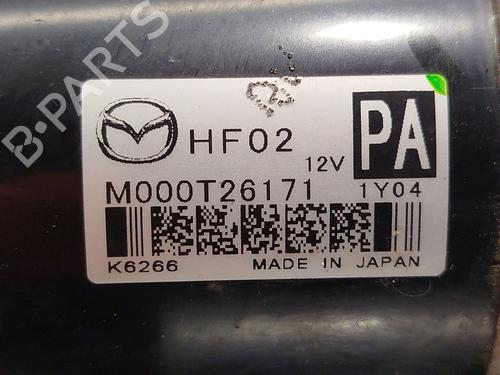 B-PARTS
HF02
12V
PA
M000T26171
1Y04
K6266
MADE IN JAPAN